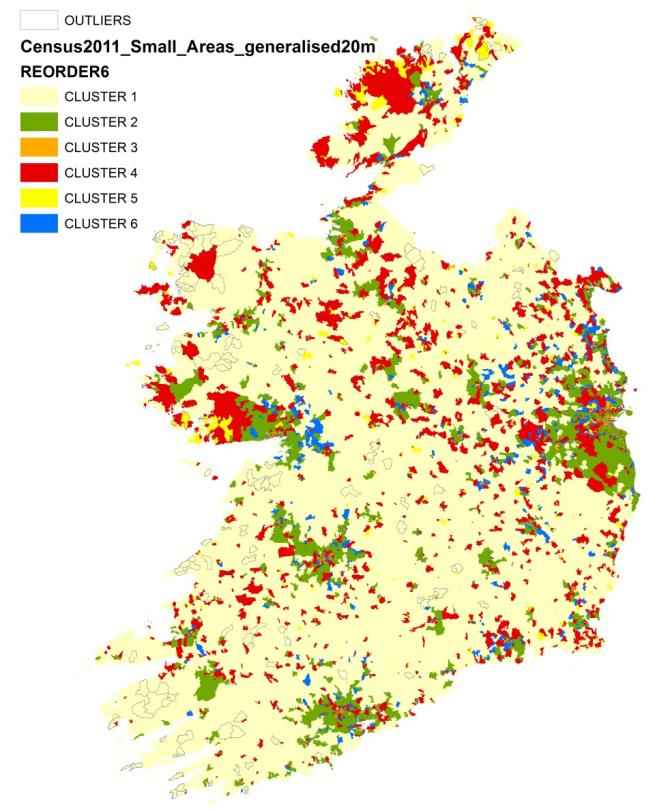 OUTLIERS
Census2011_Small_Areas_generalised20m
REORDER6
CLUSTER 1
CLUSTER 2
CLUSTER 3
CLUSTER 4
CLUSTER 5
CLUSTER 6